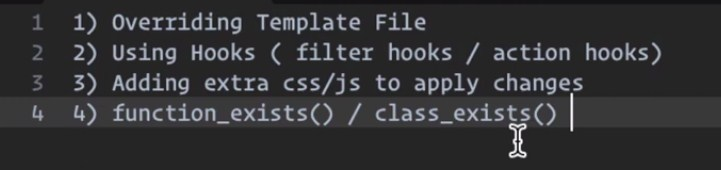 1 1) Overriding Template File
2 2) Using Hooks ( filter hooks / action hooks)
3 3) Adding extra css/js to apply changes
4 4) function_exists() / class_exists()